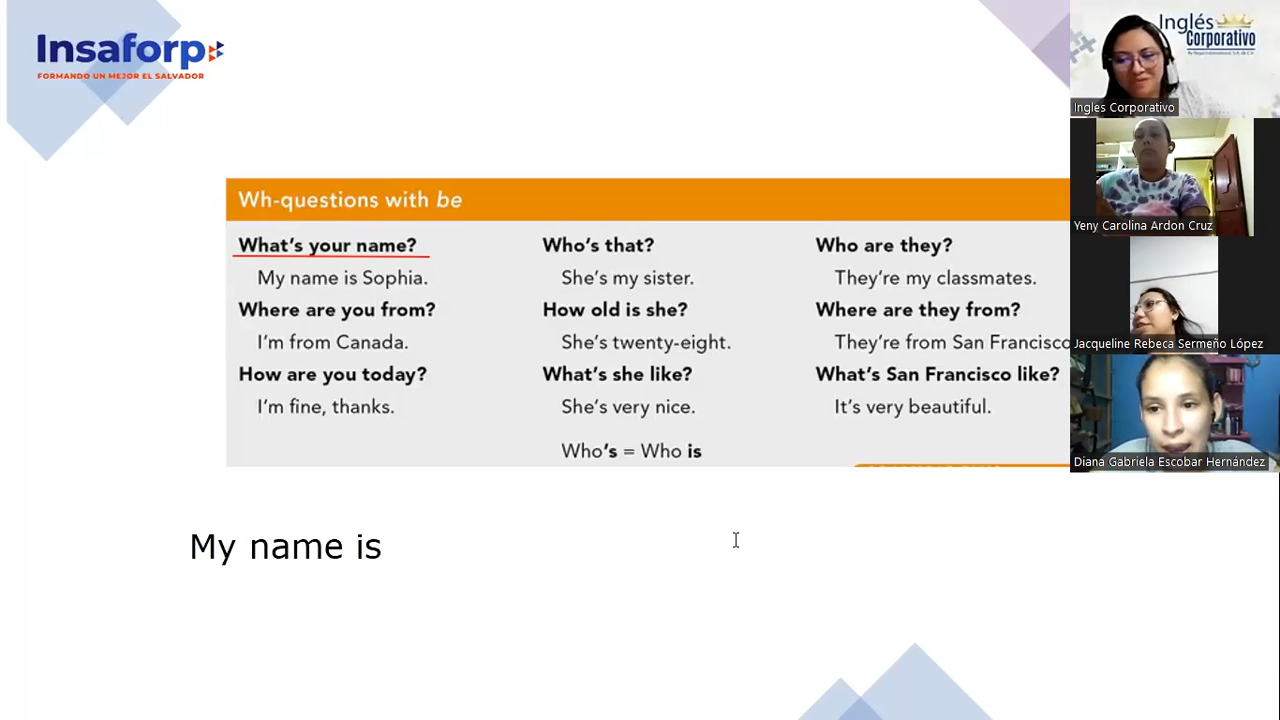 Insaforp
FORMANDO UN MEJOR EL SALVADOR
Wh-questions with be
What's your name?
My name is Sophia.
Where are you from?
I'm from Canada.
How are you today?
I'm fine, thanks.
Who's that?
She's my sister.
How old is she?
She's twenty-eight.
What's she like?
She's very nice.
Who's = Who is
Who are they?
They're my classmates.
Where are they from?
They're from San Francisco
What's San Francisco like?
It's very beautiful.
My name is
Inglés
Corporativo
Ingles Corporativo
Yeny Carolina Ardon Cruz
Jacqueline Rebeca Sermeño López
Diana Gabriela Escobar Hernández